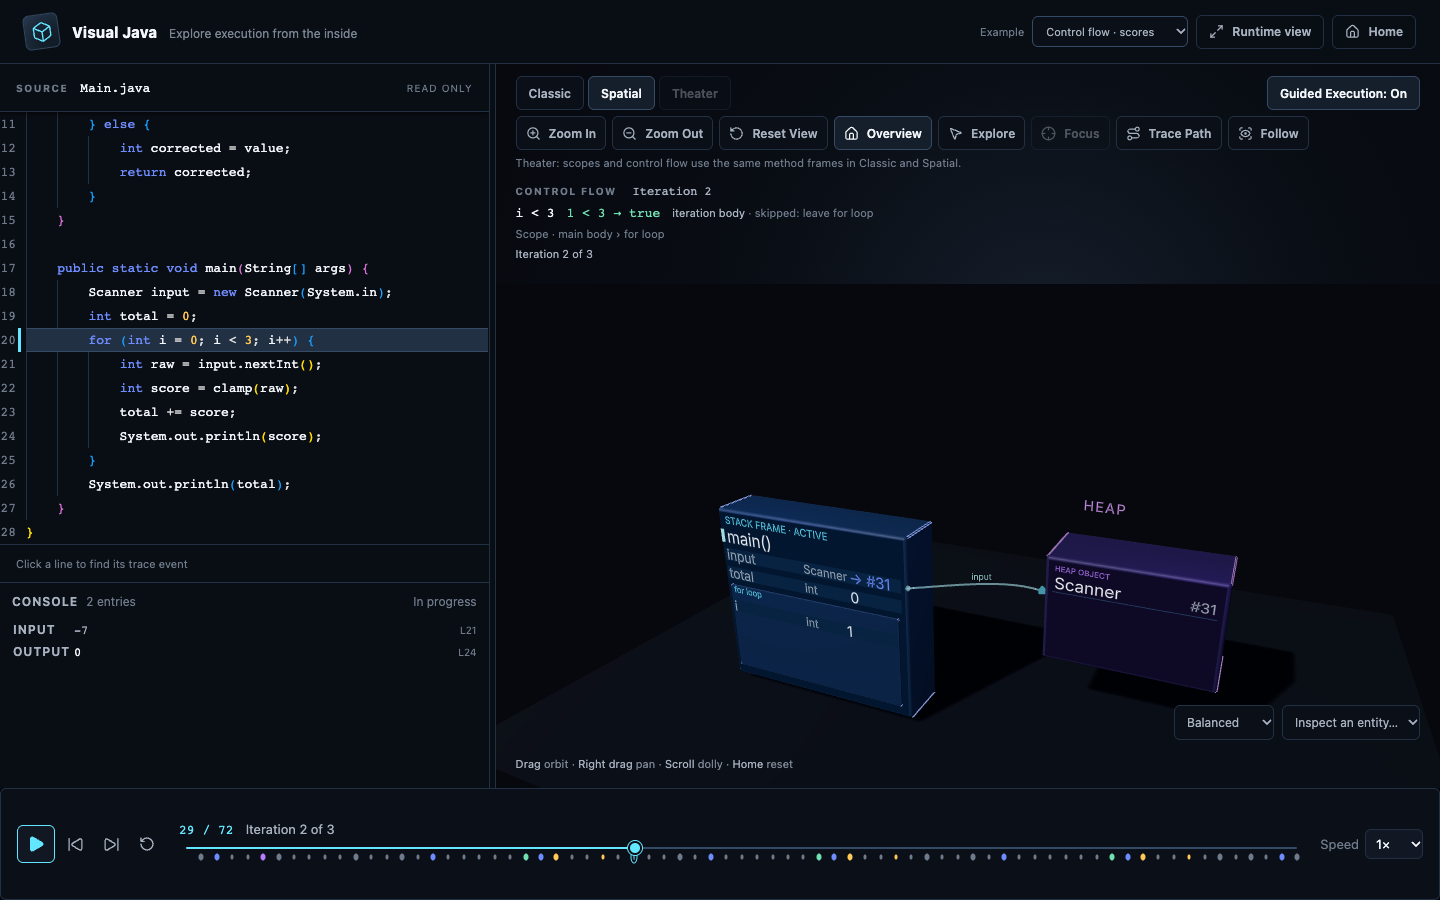 Visual Java Explore execution from the inside
Example Control flow · scores Runtime view Home
SOURCE Main.java READ ONLY
11 } else {
12 int corrected = value;
13 return corrected;
14 }
15 }
16
17 public static void main(String[] args) {
18 Scanner input = new Scanner(System.in);
19 int total = 0;
20 for (int i = 0; i < 3; i++) {
21 int raw = input.nextInt();
22 int score = clamp(raw);
23 total += score;
24 System.out.println(score);
25 }
26 System.out.println(total);
27 }
28 }
Click a line to find its trace event
CONSOLE 2 entries In progress
INPUT -7 L21
OUTPUT 0 L24
Classic Spatial Theater Guided Execution: On
Zoom In Zoom Out Reset View Overview Explore Focus Trace Path Follow
Theater: scopes and control flow use the same method frames in Classic and Spatial.
CONTROL FLOW Iteration 2
i < 3 1 < 3 → true iteration body · skipped: leave for loop
Scope · main body › for loop
Iteration 2 of 3
STACK FRAME · ACTIVE
main()
input Scanner → #31
total int 0
for loop
i int 1
input
HEAP
HEAP OBJECT
Scanner
#31
Balanced Inspect an entity...
Drag orbit · Right drag pan · Scroll dolly · Home reset
29 / 72 Iteration 2 of 3
Speed 1×